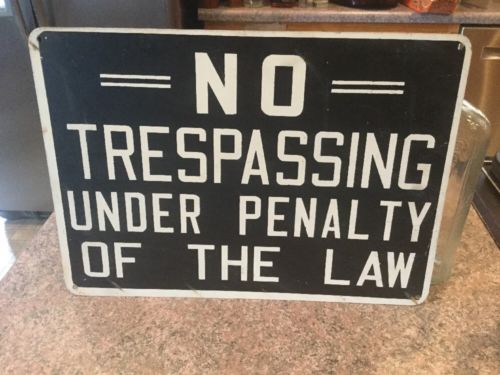 NO
TRESPASSING
UNDER PENALTY
OF THE LAW